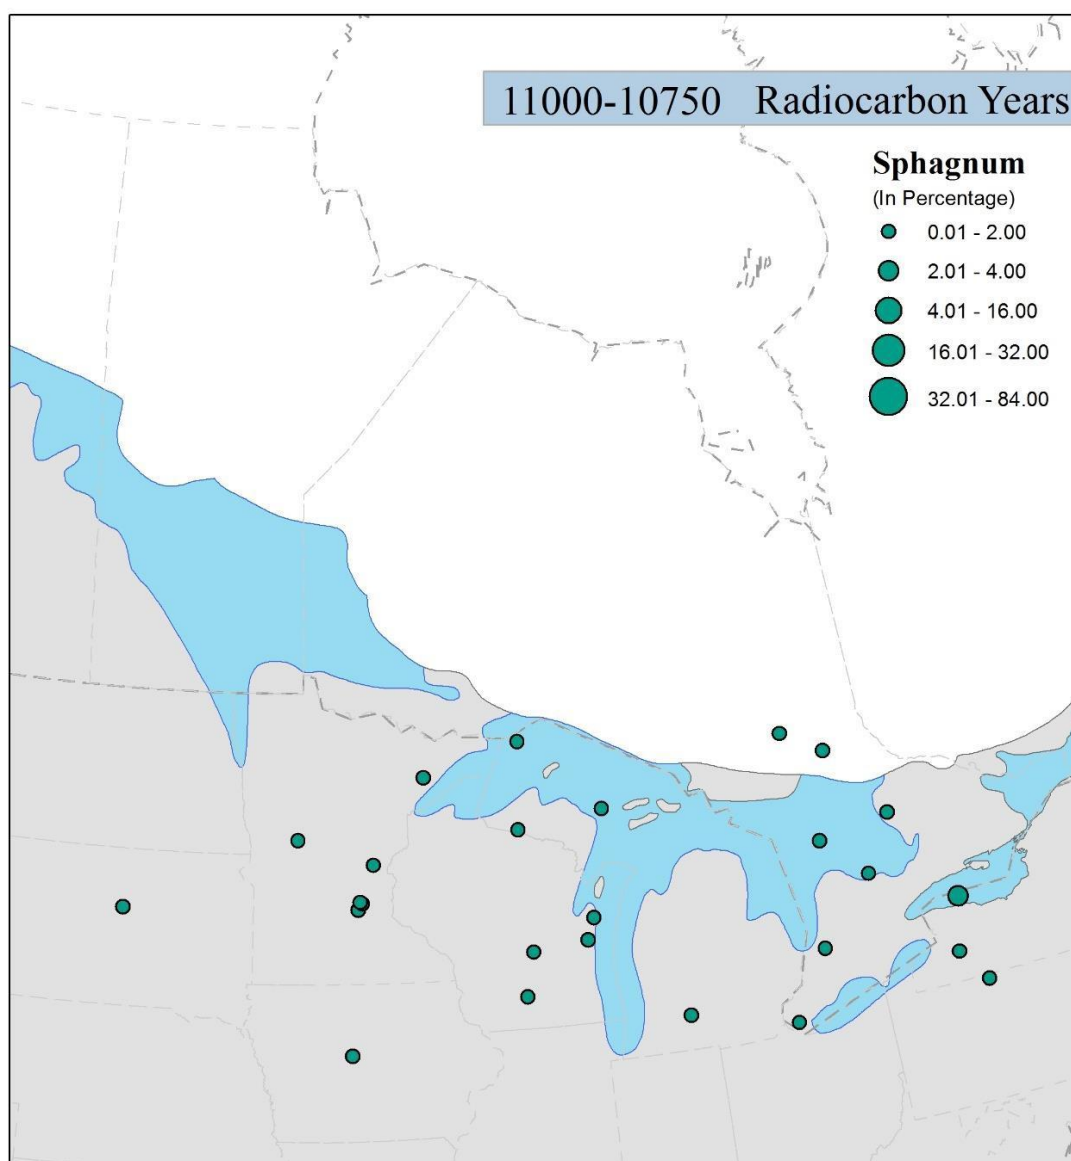 11000-10750 Radiocarbon Years
Sphagnum
(In Percentage)
0.01 - 2.00
2.01 - 4.00
4.01 - 16.00
16.01 - 32.00
32.01 - 84.00